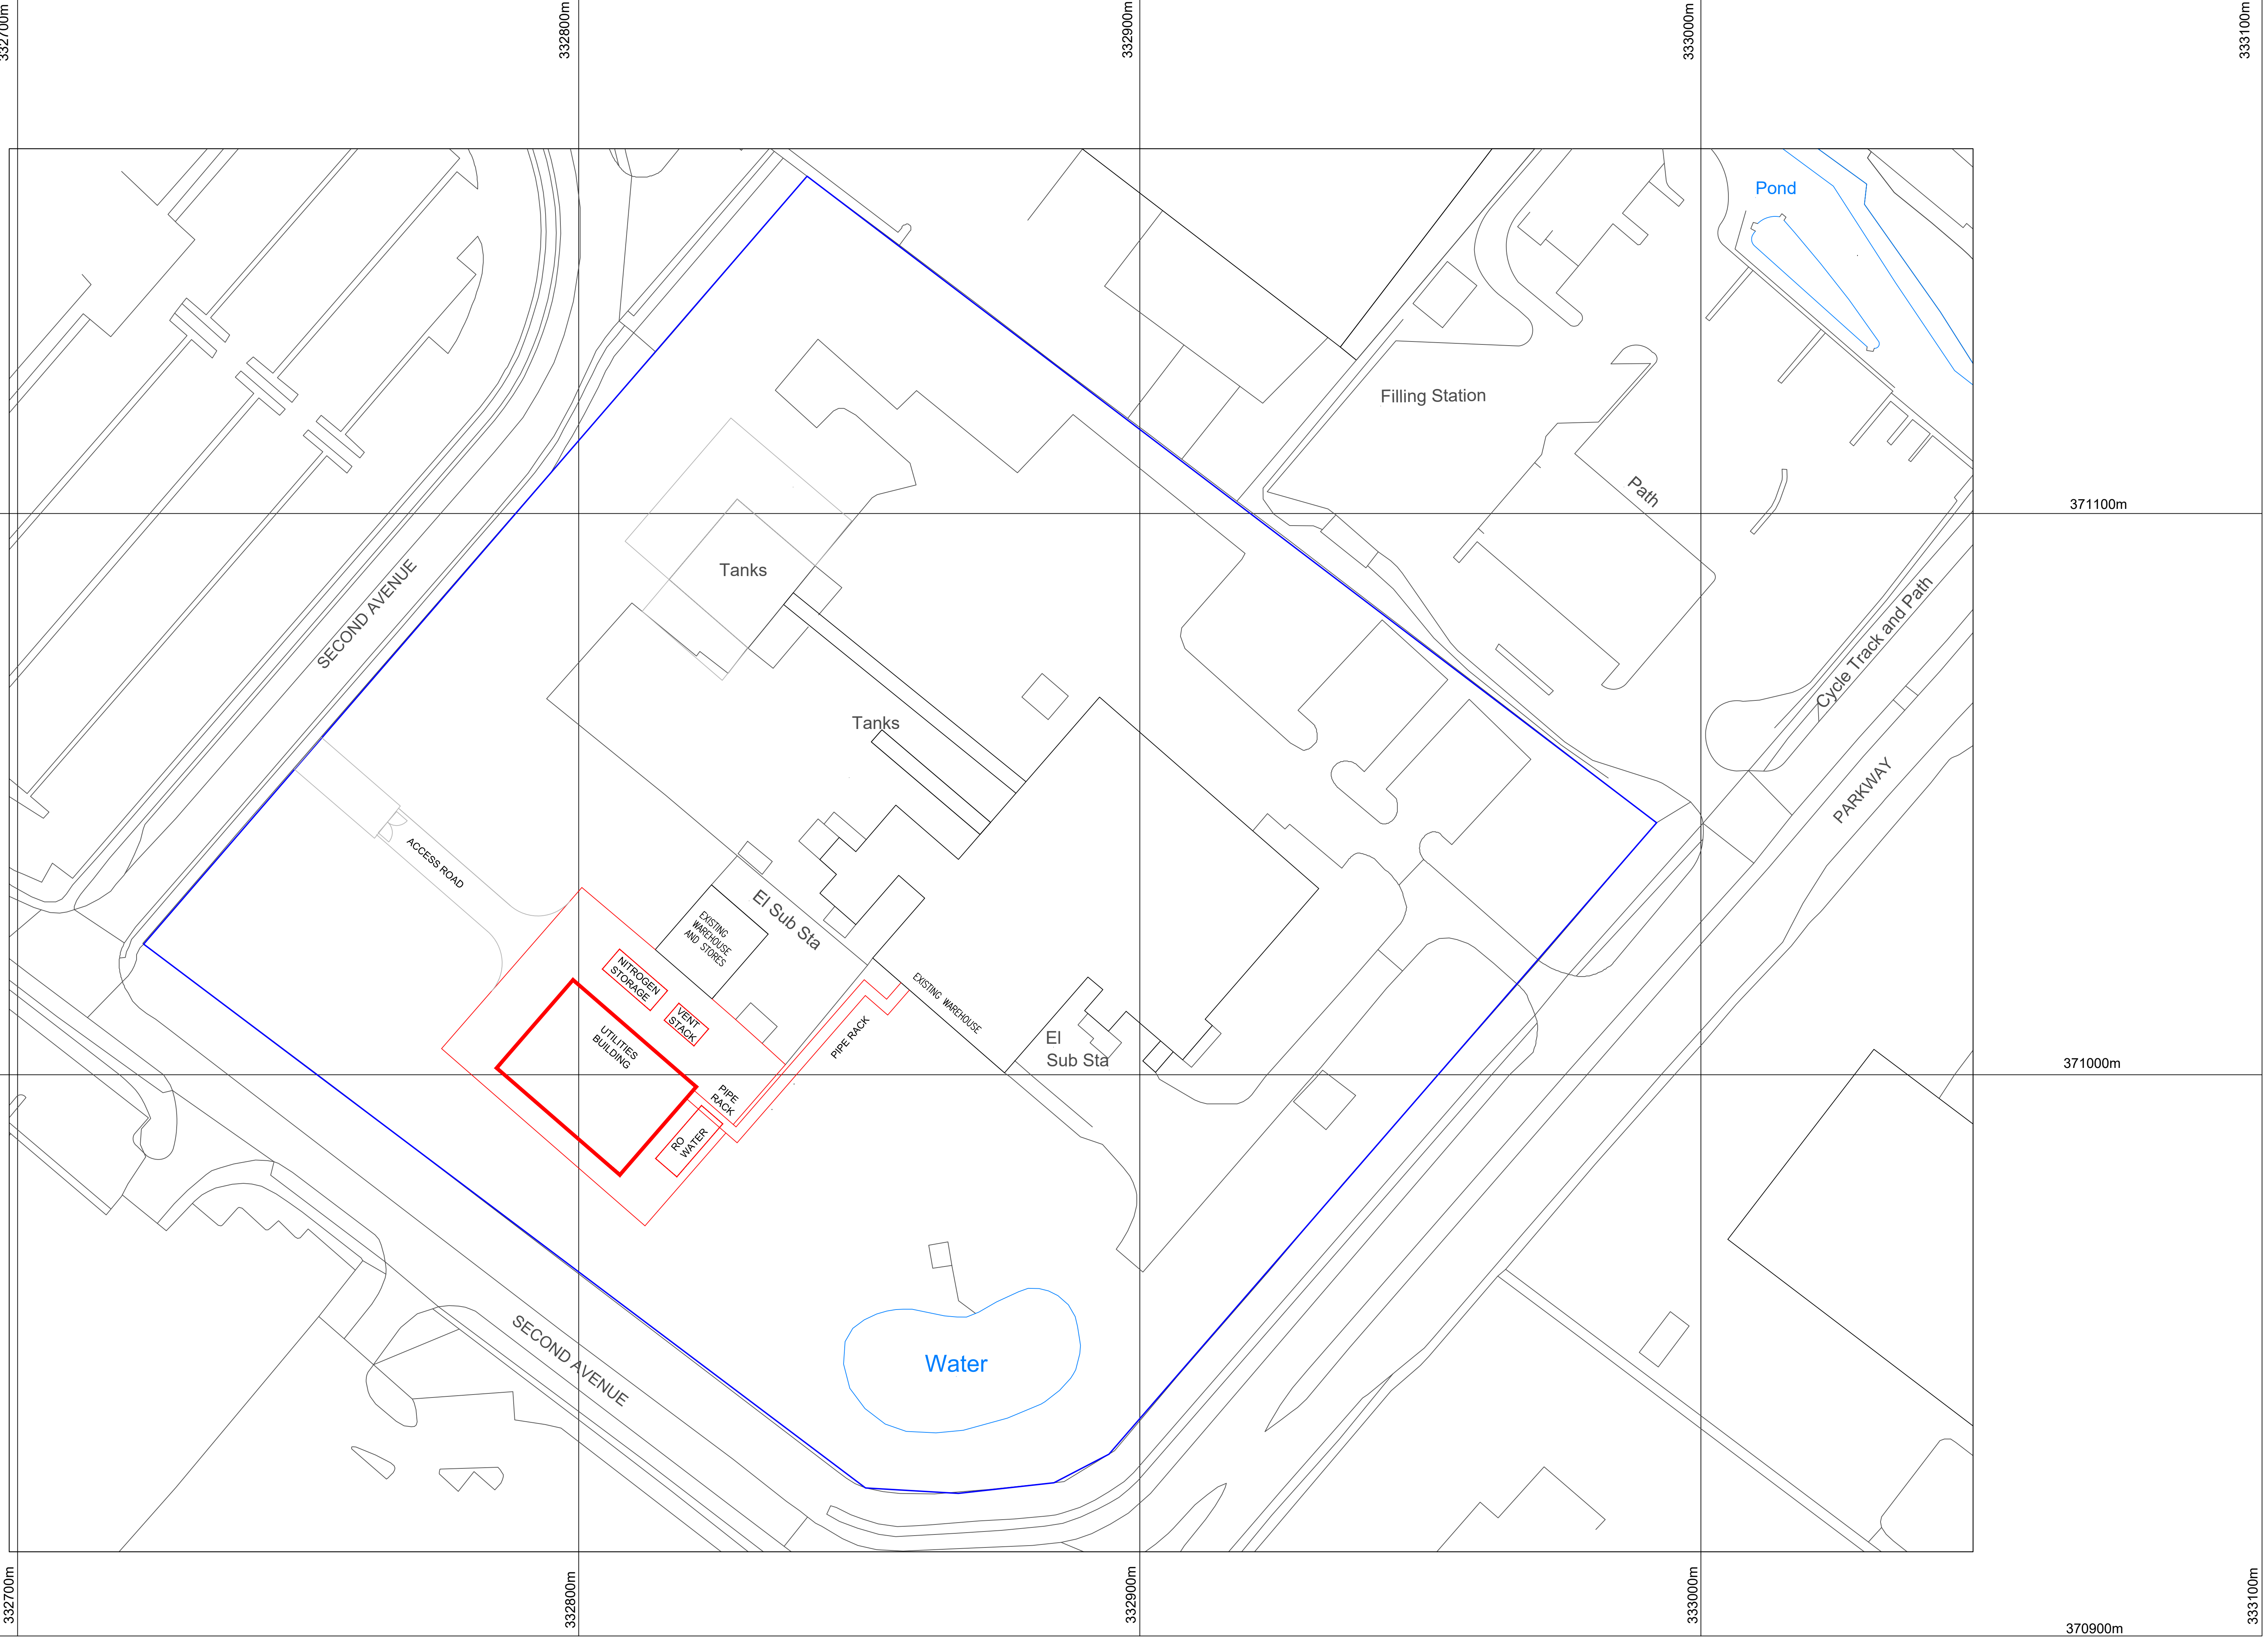 332700m
332800m
332900m
333000m
333100m
Pond
Filling Station
Path
371100m
SECOND AVENUE
Tanks
Cycle Track and Path
Tanks
PARKWAY
ACCESS ROAD
El Sub Sta
EXISTING
WAREHOUSE
AND STORES
NITROGEN
STORAGE
VENT
STACK
EXISTING WAREHOUSE
UTILITIES
BUILDING
PIPE RACK
El
Sub Sta
371000m
PIPE
RACK
RO
WATER
SECOND AVENUE
Water
332700m
332800m
332900m
333000m
333100m
370900m